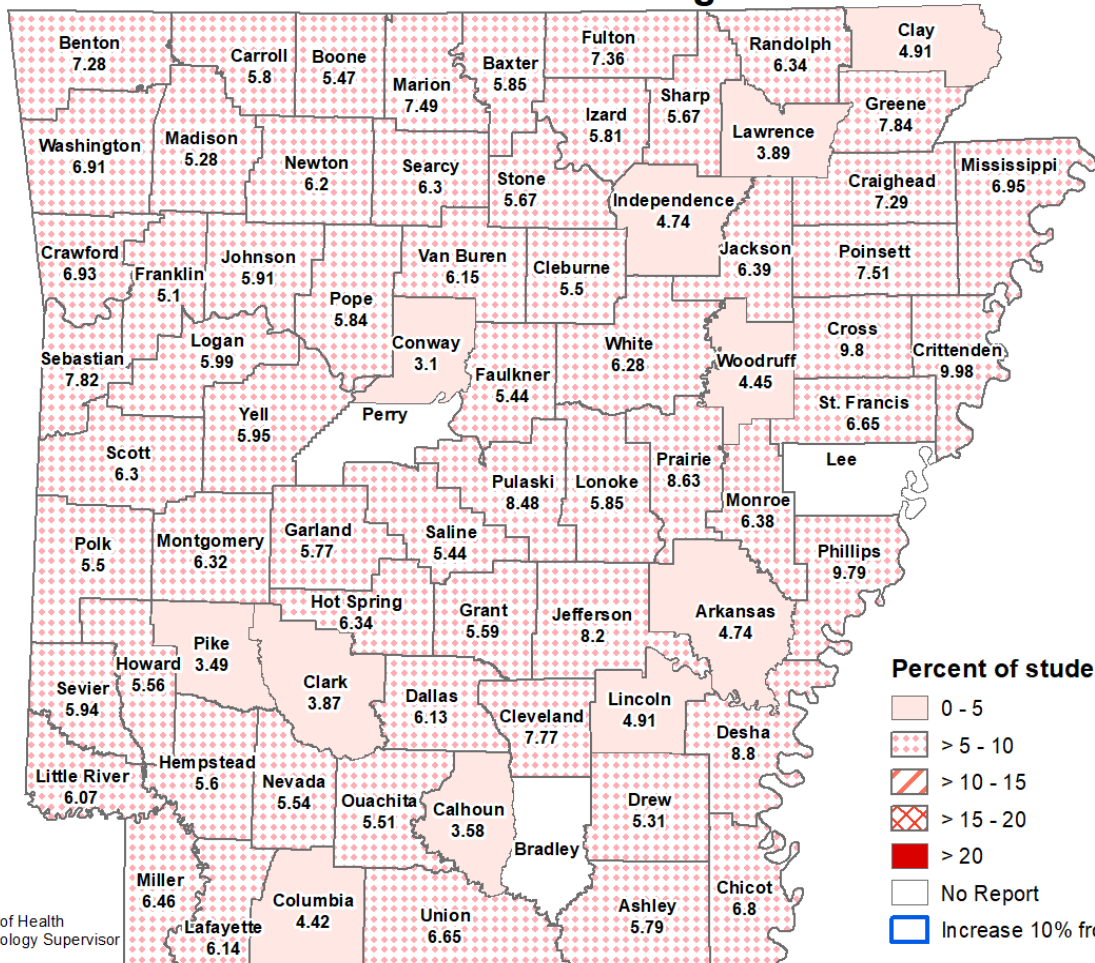 g
Benton
7.28
Carroll
5.8
Boone
5.47
Marion
7.49
Baxter
5.85
Fulton
7.36
Randolph
6.34
Clay
4.91
Izard
5.81
Sharp
5.67
Lawrence
3.89
Greene
7.84
Washington
6.91
Madison
5.28
Newton
6.2
Searcy
6.3
Stone
5.67
Independence
4.74
Craighead
7.29
Mississippi
6.95
Crawford
6.93
Franklin
5.1
Johnson
5.91
Pope
5.84
Van Buren
6.15
Cleburne
5.5
Jackson
6.39
Poinsett
7.51
Sebastian
7.82
Logan
5.99
Conway
3.1
Faulkner
5.44
White
6.28
Woodruff
4.45
Cross
9.8
Crittenden
9.98
St. Francis
6.65
Scott
6.3
Yell
5.95
Perry
Pulaski
8.48
Lonoke
5.85
Prairie
8.63
Monroe
6.38
Lee
Polk
5.5
Montgomery
6.32
Garland
5.77
Saline
5.44
Phillips
9.79
Hot Spring
6.34
Grant
5.59
Jefferson
8.2
Arkansas
4.74
Sevier
5.94
Howard
5.56
Pike
3.49
Clark
3.87
Dallas
6.13
Cleveland
7.77
Lincoln
4.91
Desha
8.8
Little River
6.07
Hempstead
5.6
Nevada
5.54
Ouachita
5.51
Calhoun
3.58
Bradley
Drew
5.31
Miller
6.46
Lafayette
6.14
Columbia
4.42
Union
6.65
Ashley
5.79
Chicot
6.8
Percent of stude
0 - 5
> 5 - 10
> 10 - 15
> 15 - 20
> 20
No Report
Increase 10% fro
of Health
ology Supervisor